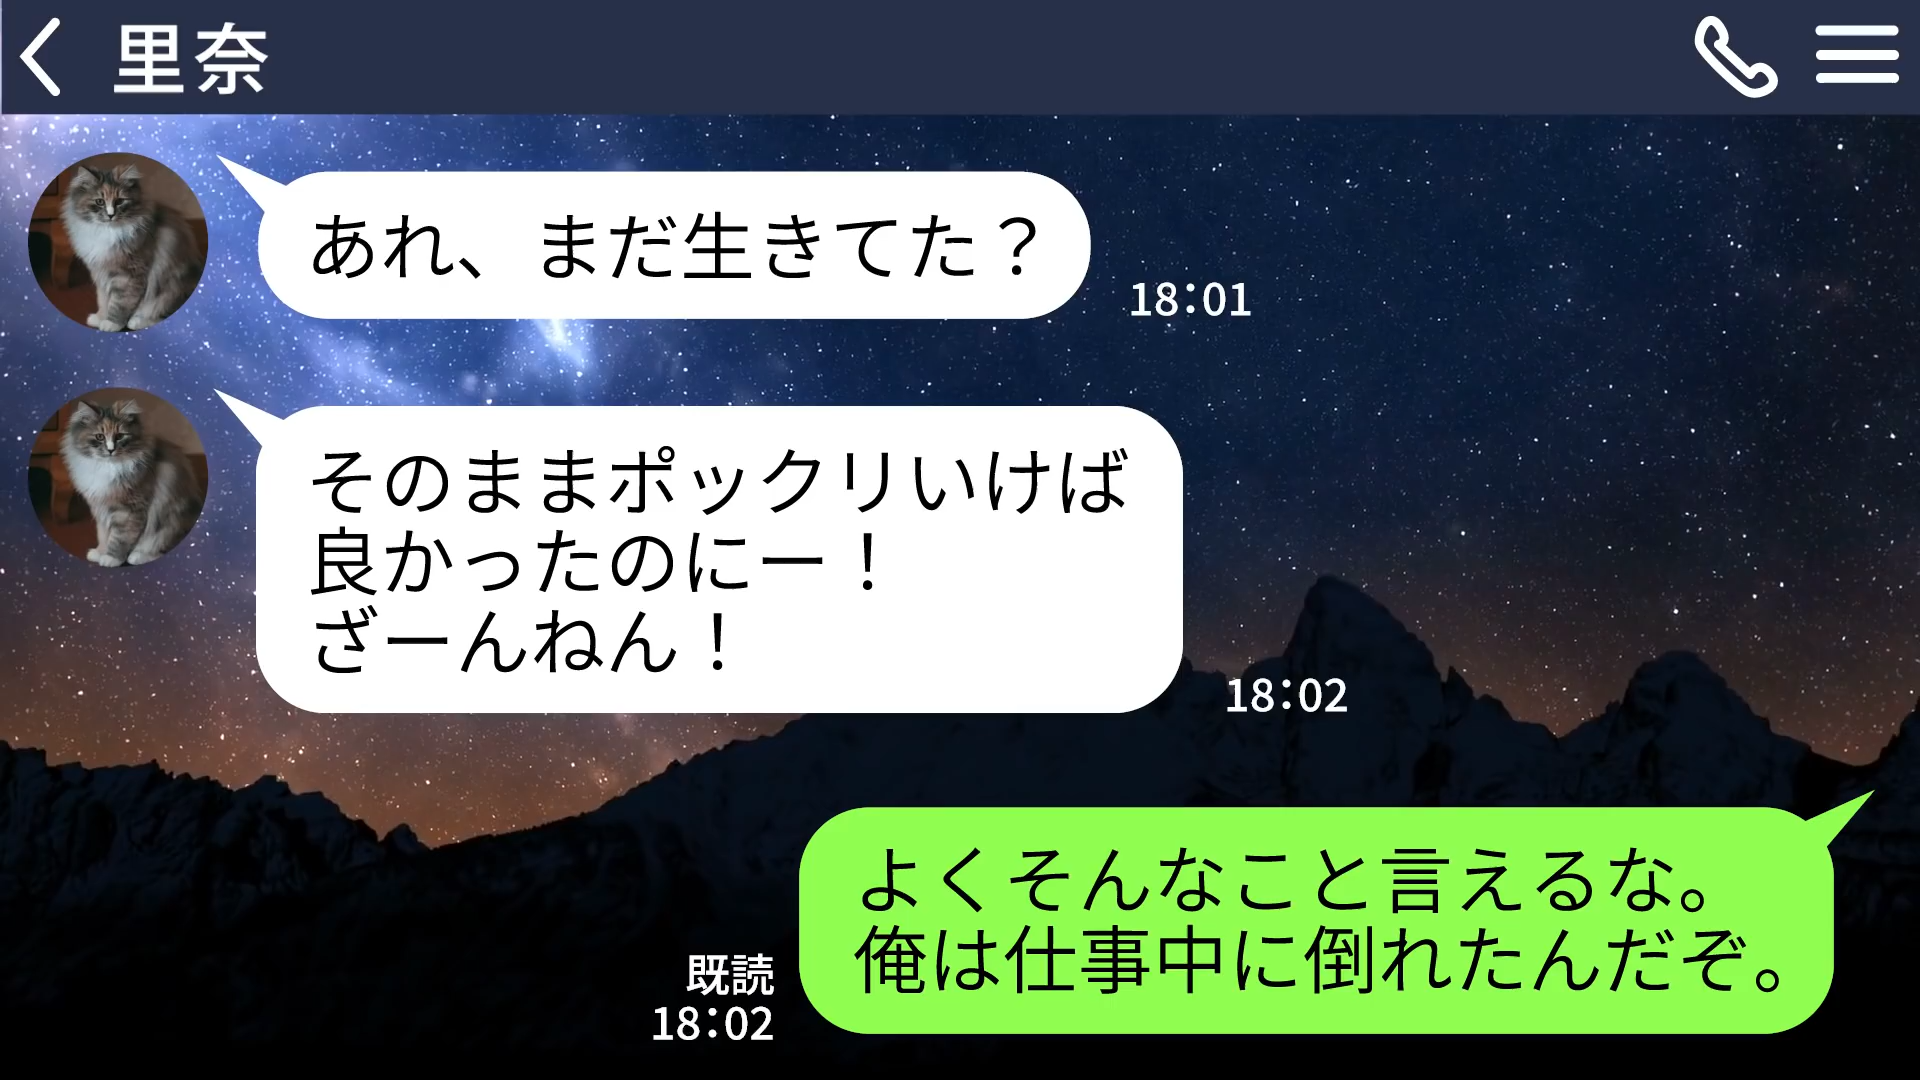 里奈
あれ、まだ生きてた？
18:01
そのままポックリいけば
良かったのにー！
ざーんねん！
18:02
よくそんなこと言えるな。
俺は仕事中に倒れたんだぞ。
既読
18:02